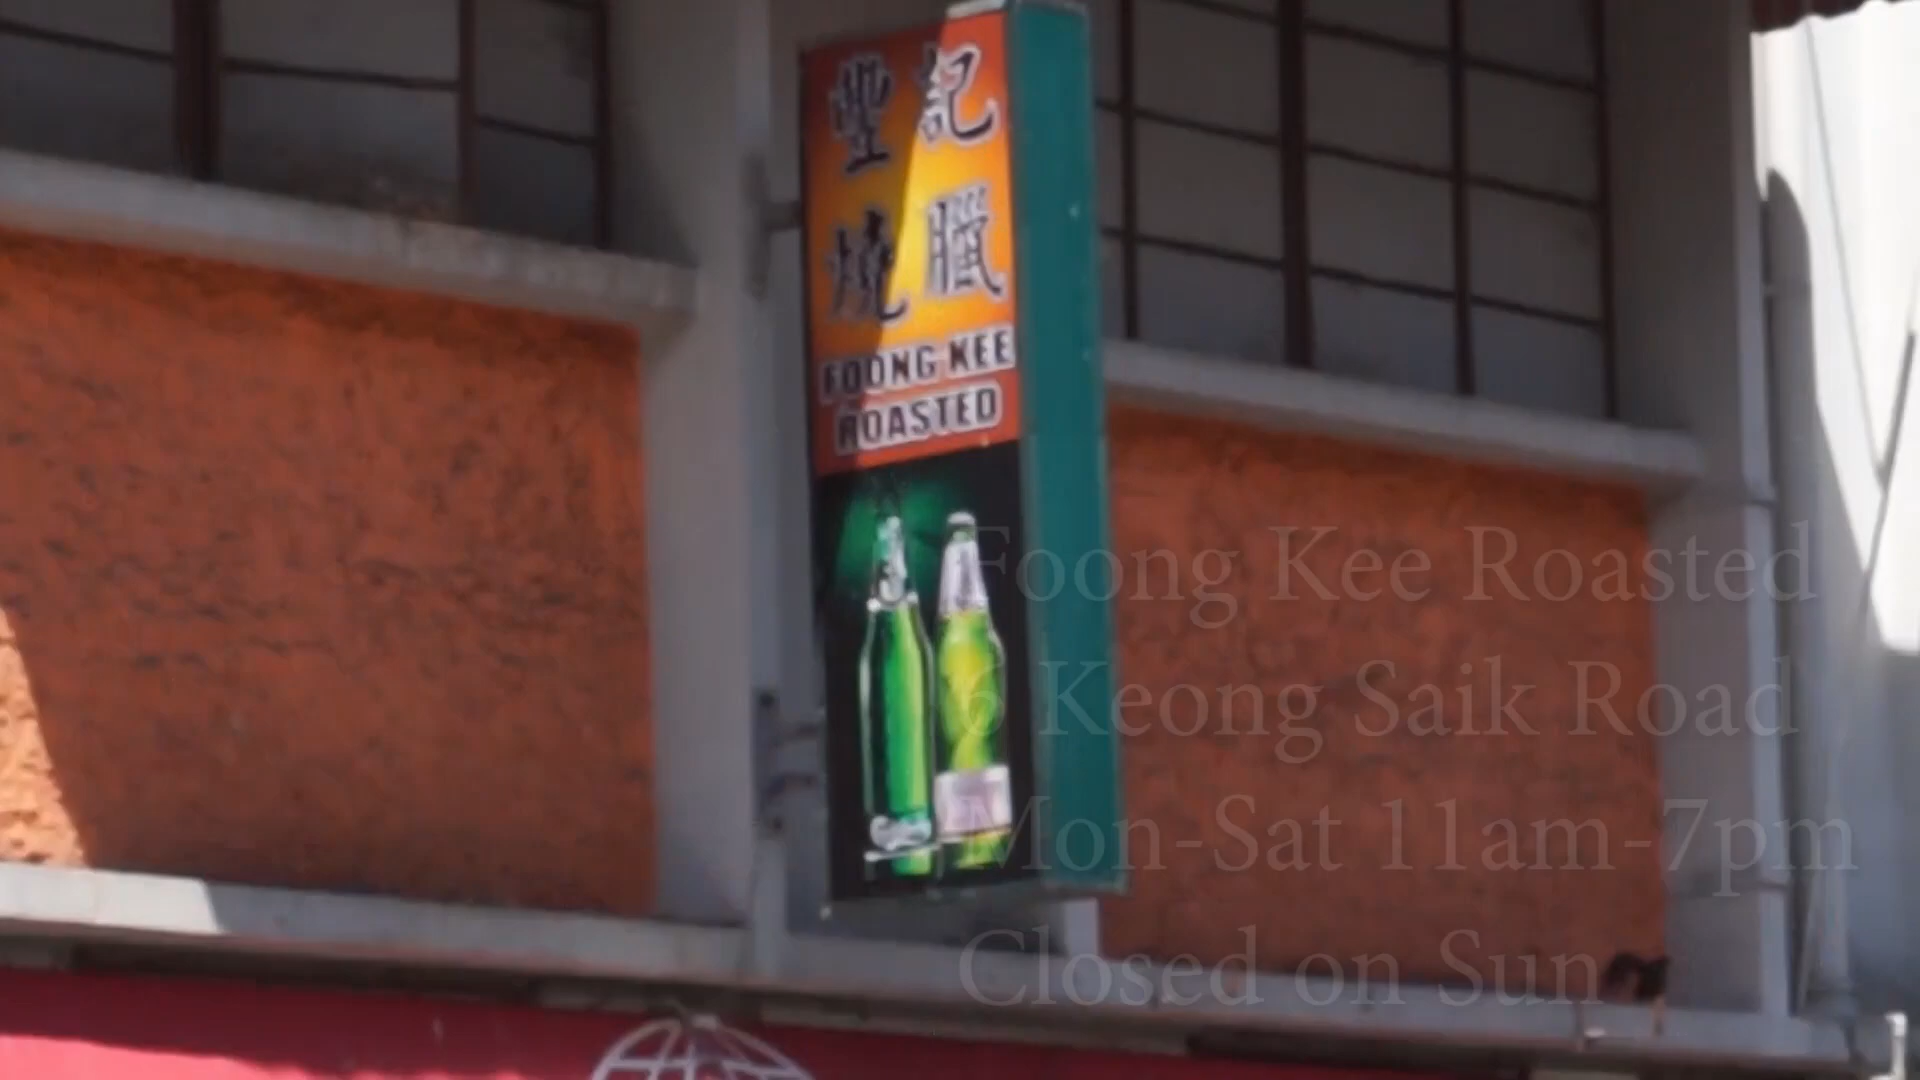 豐記
燒臘
FOONG KEE
ROASTED
Foong Kee Roasted
6 Keong Saik Road
Mon-Sat 11am-7pm
Closed on Sun